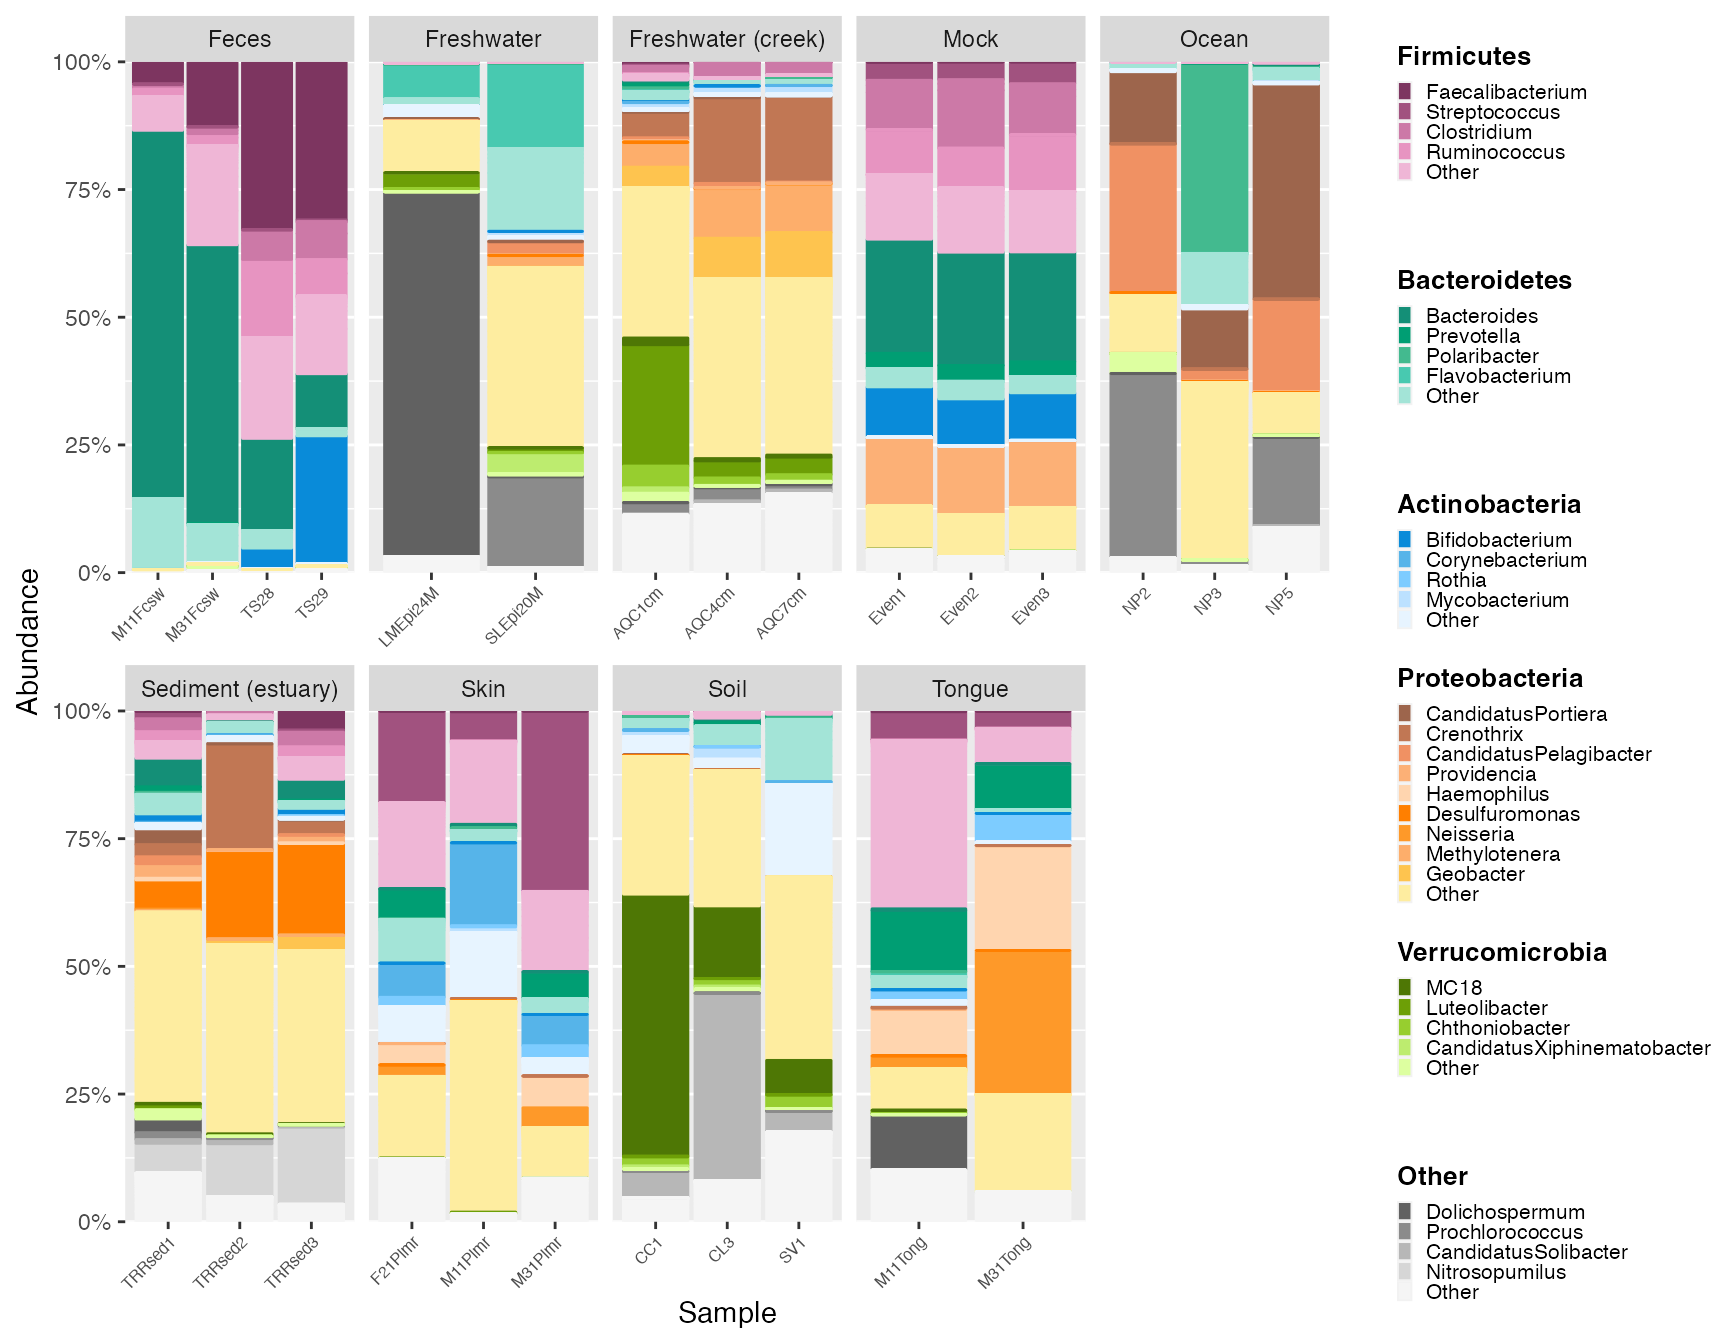 Feces
Freshwater
Freshwater (creek)
Mock
Ocean
100%
75%
50%
25%
0%
M11Fcsw
M31Fcsw
TS28
TS29
LMEpi24M
SLEpi20M
AQC1cm
AQC4cm
AQC7cm
Even1
Even2
Even3
NP2
NP3
NP5
Abundance
Sediment (estuary)
Skin
Soil
Tongue
100%
75%
50%
25%
0%
TRRsed1
TRRsed2
TRRsed3
F21Plmr
M11Plmr
M31Plmr
CC1
CL3
SV1
M11Tong
M31Tong
Sample
Firmicutes
Faecalibacterium
Streptococcus
Clostridium
Ruminococcus
Other
Bacteroidetes
Bacteroides
Prevotella
Polaribacter
Flavobacterium
Other
Actinobacteria
Bifidobacterium
Corynebacterium
Rothia
Mycobacterium
Other
Proteobacteria
CandidatusPortiera
Crenothrix
CandidatusPelagibacter
Providencia
Haemophilus
Desulfuromonas
Neisseria
Methylotenera
Geobacter
Other
Verrucomicrobia
MC18
Luteolibacter
Chthoniobacter
CandidatusXiphinematobacter
Other
Other
Dolichospermum
Prochlorococcus
CandidatusSolibacter
Nitrosopumilus
Other